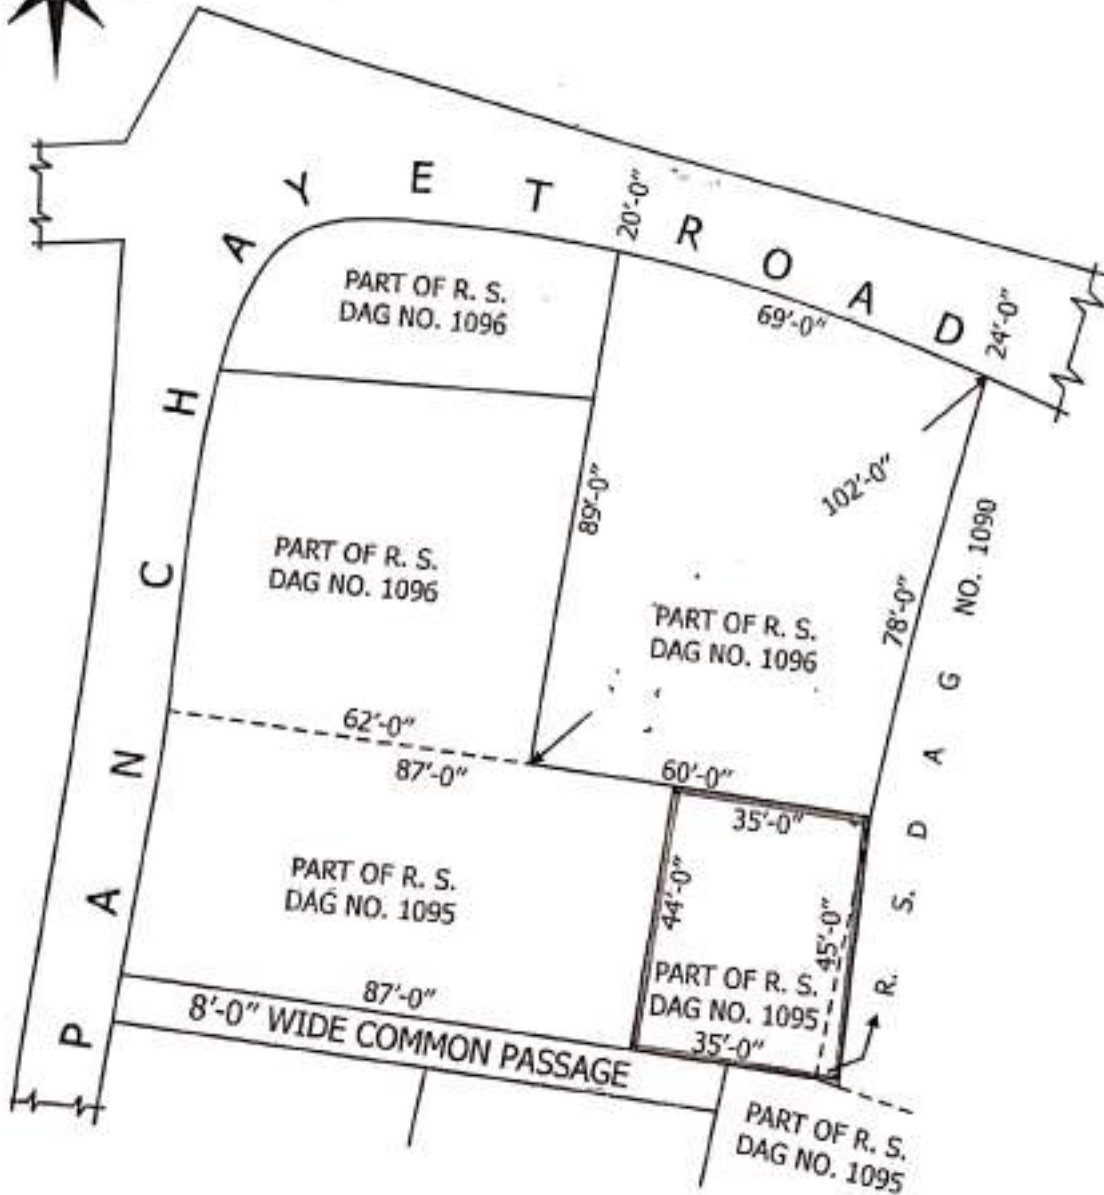 PANCHAYET ROAD
20'-0"
24'-0"
69'-0"
PART OF R. S.
DAG NO. 1096
102'-0"
89'-0"
78'-0"
R. S. DAG NO. 1090
PART OF R. S.
DAG NO. 1096
PART OF R. S.
DAG NO. 1096
62'-0"
87'-0"
60'-0"
35'-0"
44'-0"
45'-0"
PART OF R. S.
DAG NO. 1095
PART OF R. S.
DAG NO. 1095
35'-0"
87'-0"
8'-0" WIDE COMMON PASSAGE
PART OF R. S.
DAG NO. 1095